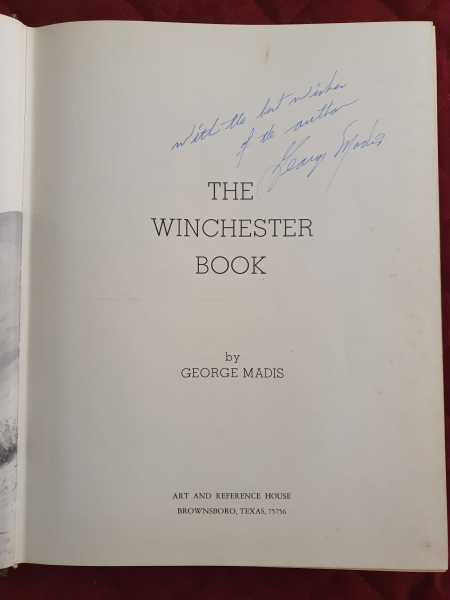 With the best wishes
of the author
George Madis
THE
WINCHESTER
BOOK
by
GEORGE MADIS
ART AND REFERENCE HOUSE
BROWNSBORO, TEXAS, 75756